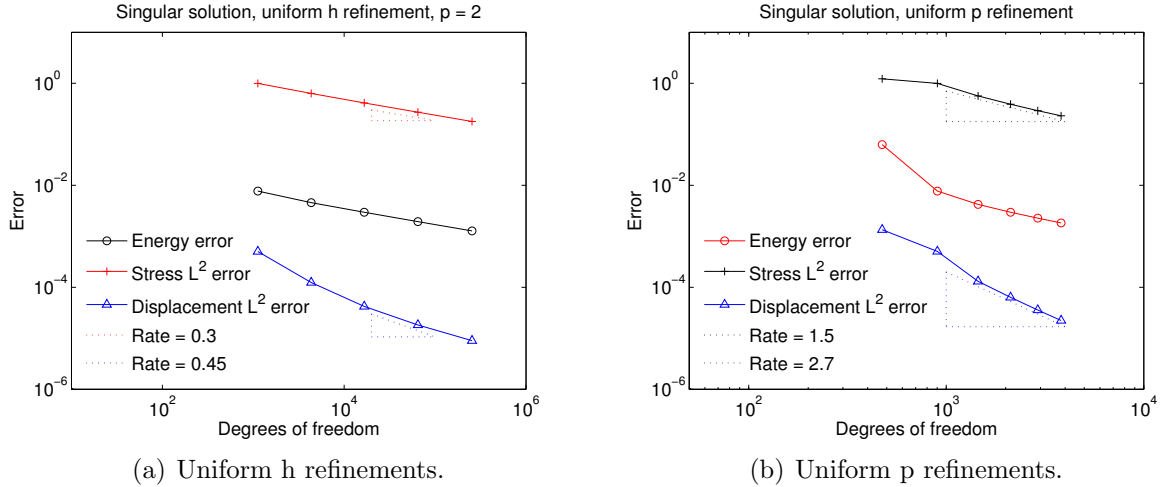 Singular solution, uniform h refinement, p = 2
10^0
10^-2
10^-4
10^-6
Error
Energy error
Stress L^2 error
Displacement L^2 error
Rate = 0.3
Rate = 0.45
10^2
10^4
10^6
Degrees of freedom
(a) Uniform h refinements.
Singular solution, uniform p refinement
10^0
10^-2
10^-4
10^-6
Error
Energy error
Stress L^2 error
Displacement L^2 error
Rate = 1.5
Rate = 2.7
10^2
10^3
10^4
Degrees of freedom
(b) Uniform p refinements.